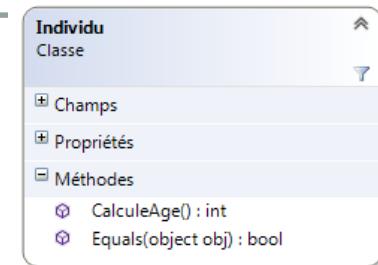 Individu
Classe
Champs
Propriétés
Méthodes
CalculeAge() : int
Equals(object obj) : bool